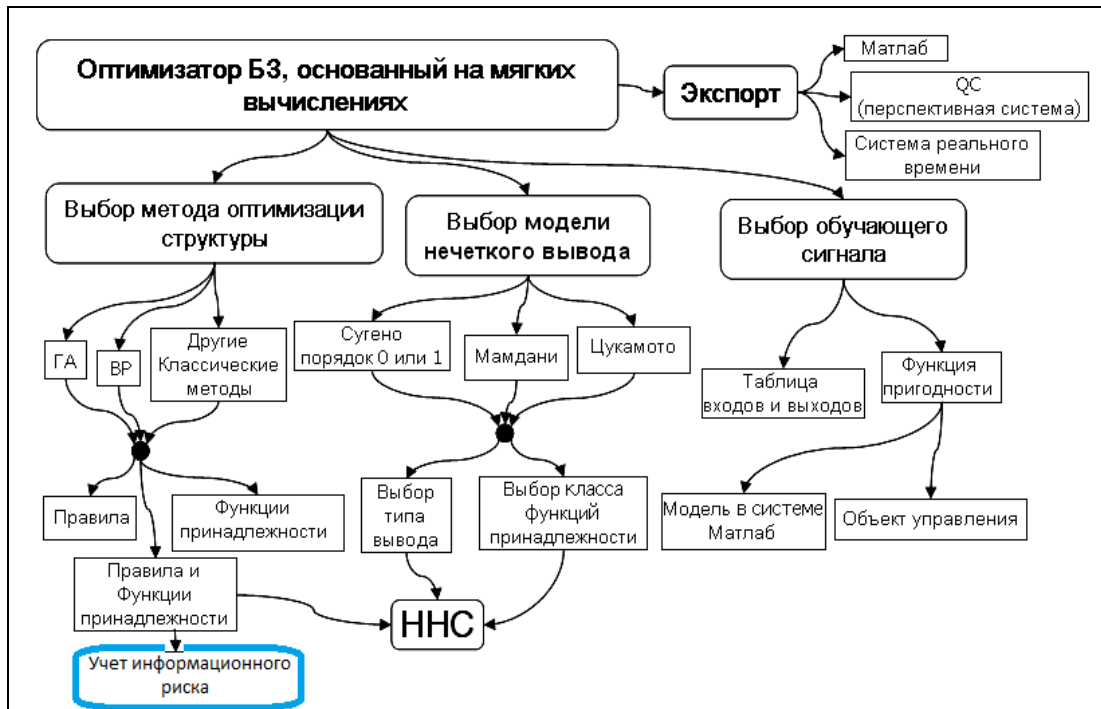 Оптимизатор БЗ, основанный на мягких
вычислениях
Экспорт
Матлаб
QC
(перспективная система)
Система реального
времени
Выбор метода оптимизации
структуры
Выбор модели
нечеткого вывода
Выбор обучающего
сигнала
ГА
ВР
Другие
Классические
методы
Сугено
порядок 0 или 1
Мамдани
Цукамото
Таблица
входов и выходов
Функция
пригодности
Правила
Функции
принадлежности
Выбор
типа
вывода
Выбор класса
функций
принадлежности
Модель в системе
Матлаб
Объект управления
Правила и
Функции
принадлежности
ННС
Учет информационного
риска